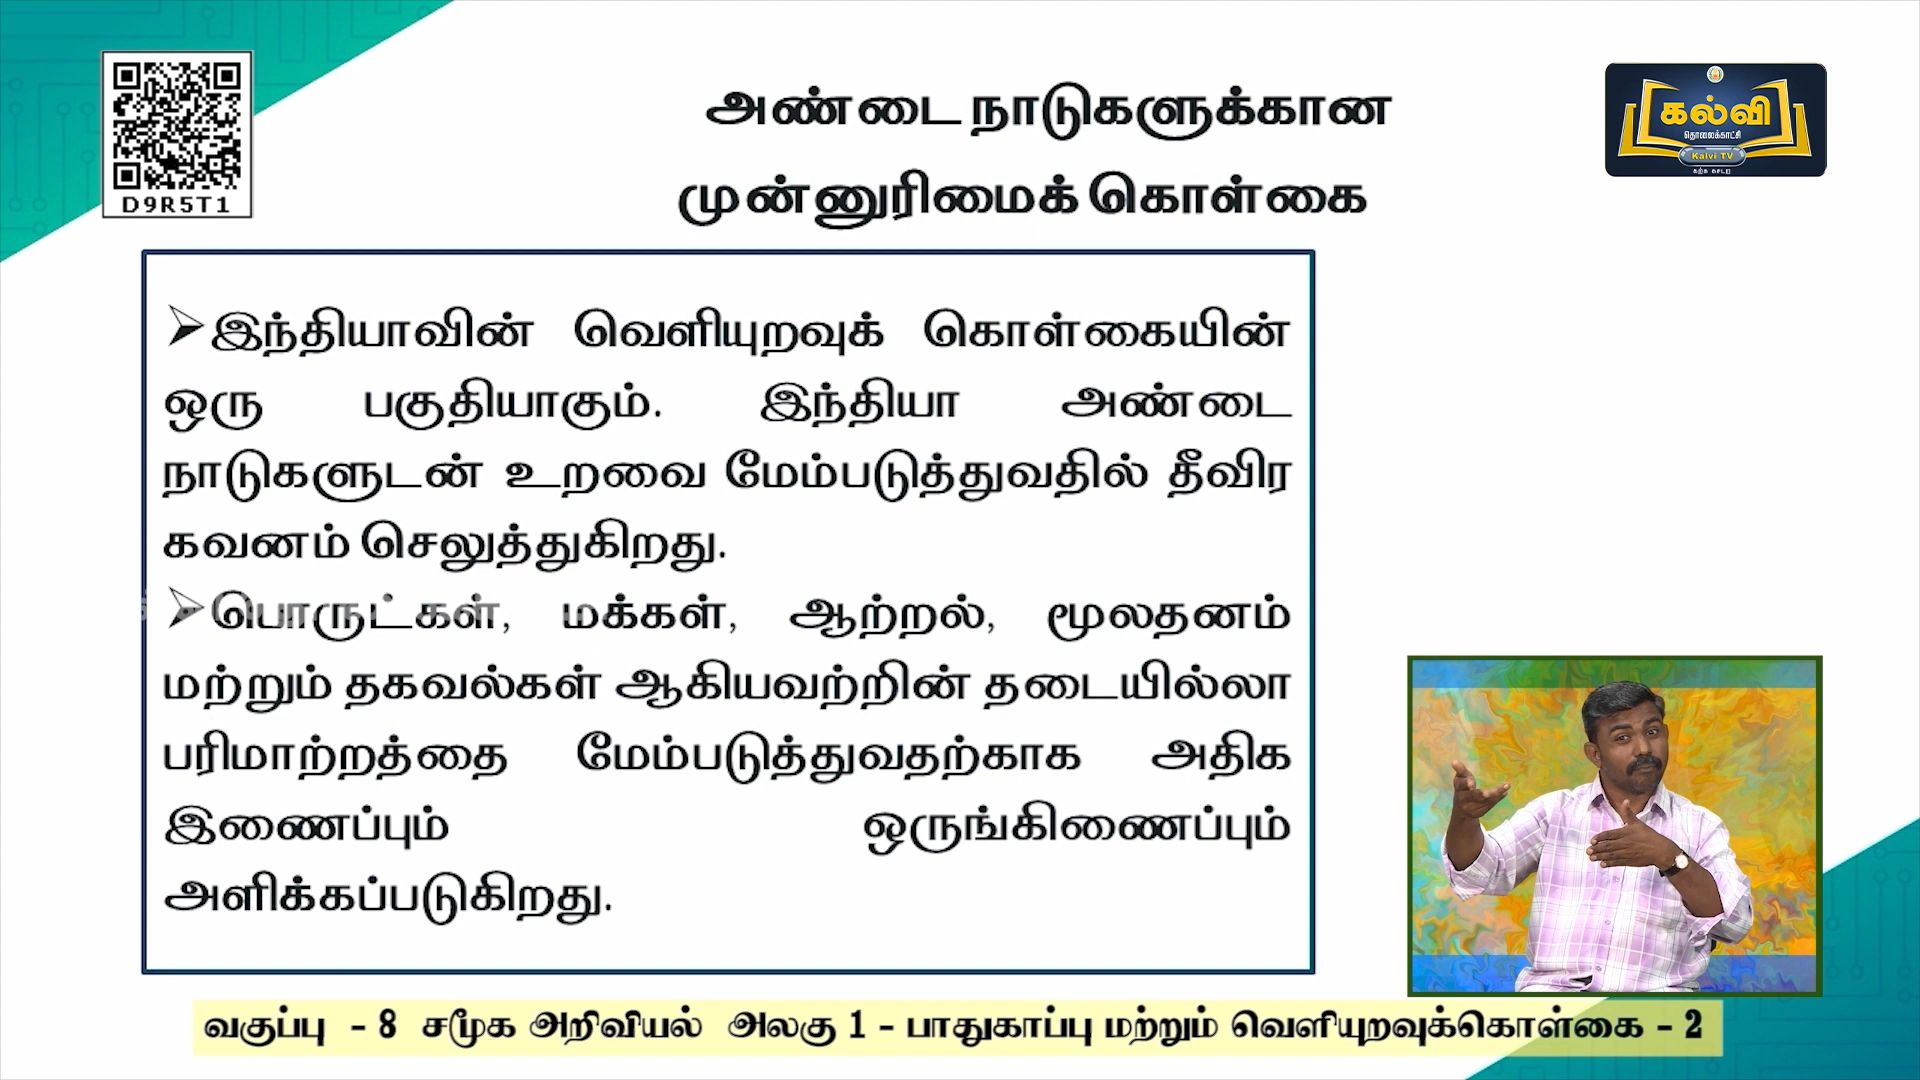 அண்டை நாடுகளுக்கான
முன்னுரிமைக் கொள்கை
கல்வி
தொலைக்காட்சி
Kalvi TV
கற்க கசடற
D9R5T1
➢இந்தியாவின் வெளியுறவுக் கொள்கையின்
ஒரு பகுதியாகும். இந்தியா அண்டை
நாடுகளுடன் உறவை மேம்படுத்துவதில் தீவிர
கவனம் செலுத்துகிறது.
➢பொருட்கள், மக்கள், ஆற்றல், மூலதனம்
மற்றும் தகவல்கள் ஆகியவற்றின் தடையில்லா
பரிமாற்றத்தை மேம்படுத்துவதற்காக அதிக
இணைப்பும் ஒருங்கிணைப்பும்
அளிக்கப்படுகிறது.
வகுப்பு - 8 சமூக அறிவியல் அலகு 1 - பாதுகாப்பு மற்றும் வெளியுறவுக்கொள்கை - 2